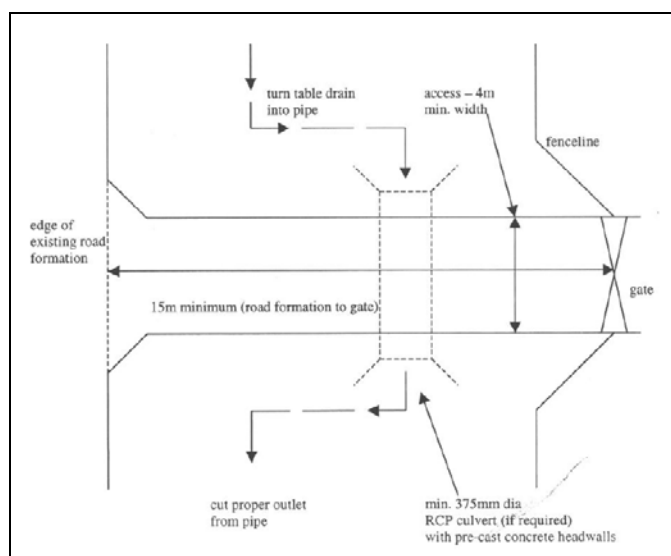 turn table drain
into pipe
access – 4m
min. width
fenceline
edge of
existing road
formation
15m minimum (road formation to gate)
gate
cut proper outlet
from pipe
min. 375mm dia
RCP culvert (if required)
with pre-cast concrete headwalls